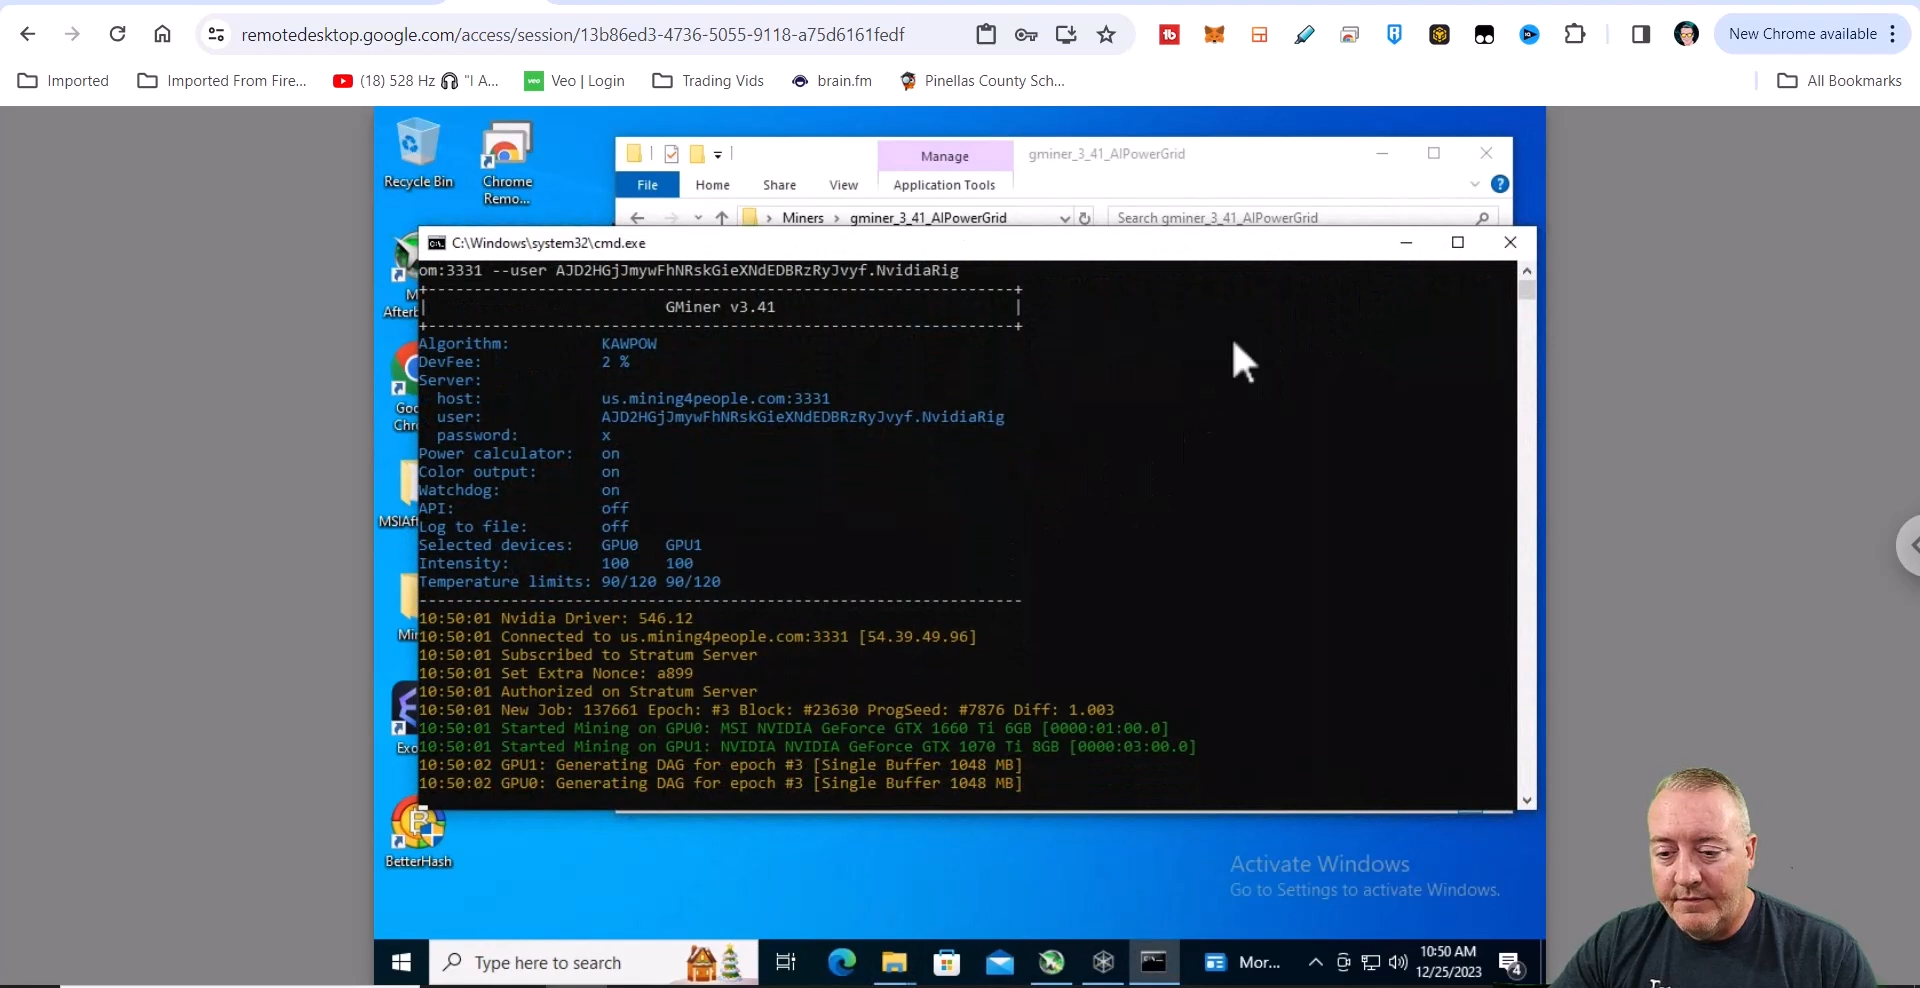 remotedesktop.google.com/access/session/13b86ed3-4736-5055-9118-a75d6161fedf
New Chrome available
Imported
Imported From Fire...
(18) 528 Hz 🎧 "I A...
Veo | Login
Trading Vids
brain.fm
Pinellas County Sch...
All Bookmarks
Recycle Bin
Chrome
Remo...
Manage
gminer_3_41_AIPowerGrid
File
Home
Share
View
Application Tools
Miners
gminer_3_41_AIPowerGrid
Search gminer_3_41_AIPowerGrid
C:\Windows\system32\cmd.exe
om:3331 --user AJD2HGjJmywFhNRskGieXNdEDBRzRyJvyf.NvidiaRig
GMiner v3.41
Algorithm: KAWPOW
DevFee: 2 %
Server:
host: us.mining4people.com:3331
user: AJD2HGjJmywFhNRskGieXNdEDBRzRyJvyf.NvidiaRig
password: x
Power calculator: on
Color output: on
Watchdog: on
API: off
Log to file: off
Selected devices: GPU0 GPU1
Intensity: 100 100
Temperature limits: 90/120 90/120
10:50:01 Nvidia Driver: 546.12
10:50:01 Connected to us.mining4people.com:3331 [54.39.49.96]
10:50:01 Subscribed to Stratum Server
10:50:01 Set Extra Nonce: a899
10:50:01 Authorized on Stratum Server
10:50:01 New Job: 137661 Epoch: #3 Block: #23630 ProgSeed: #7876 Diff: 1.003
10:50:01 Started Mining on GPU0: MSI NVIDIA GeForce GTX 1660 Ti 6GB [0000:01:00.0]
10:50:01 Started Mining on GPU1: NVIDIA NVIDIA GeForce GTX 1070 Ti 8GB [0000:03:00.0]
10:50:02 GPU1: Generating DAG for epoch #3 [Single Buffer 1048 MB]
10:50:02 GPU0: Generating DAG for epoch #3 [Single Buffer 1048 MB]
M
Afterb
Goo
Chr
MSIAft
Min
Exo
BetterHash
Activate Windows
Go to Settings to activate Windows.
Type here to search
Mor...
10:50 AM
12/25/2023
4